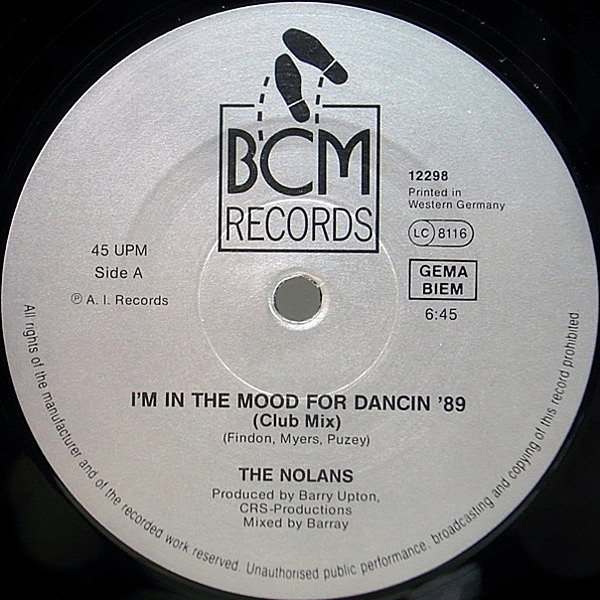 BCM
RECORDS
12298
Printed in
Western Germany
LC 8116
GEMA
BIEM
6:45
45 UPM
Side A
℗ A. I. Records
I'M IN THE MOOD FOR DANCIN '89
(Club Mix)
(Findon, Myers, Puzey)
THE NOLANS
Produced by Barry Upton,
CRS-Productions
Mixed by Barray
All rights of the manufacturer and of the recorded work reserved. Unauthorised public performance, broadcasting and copying of this record prohibited.